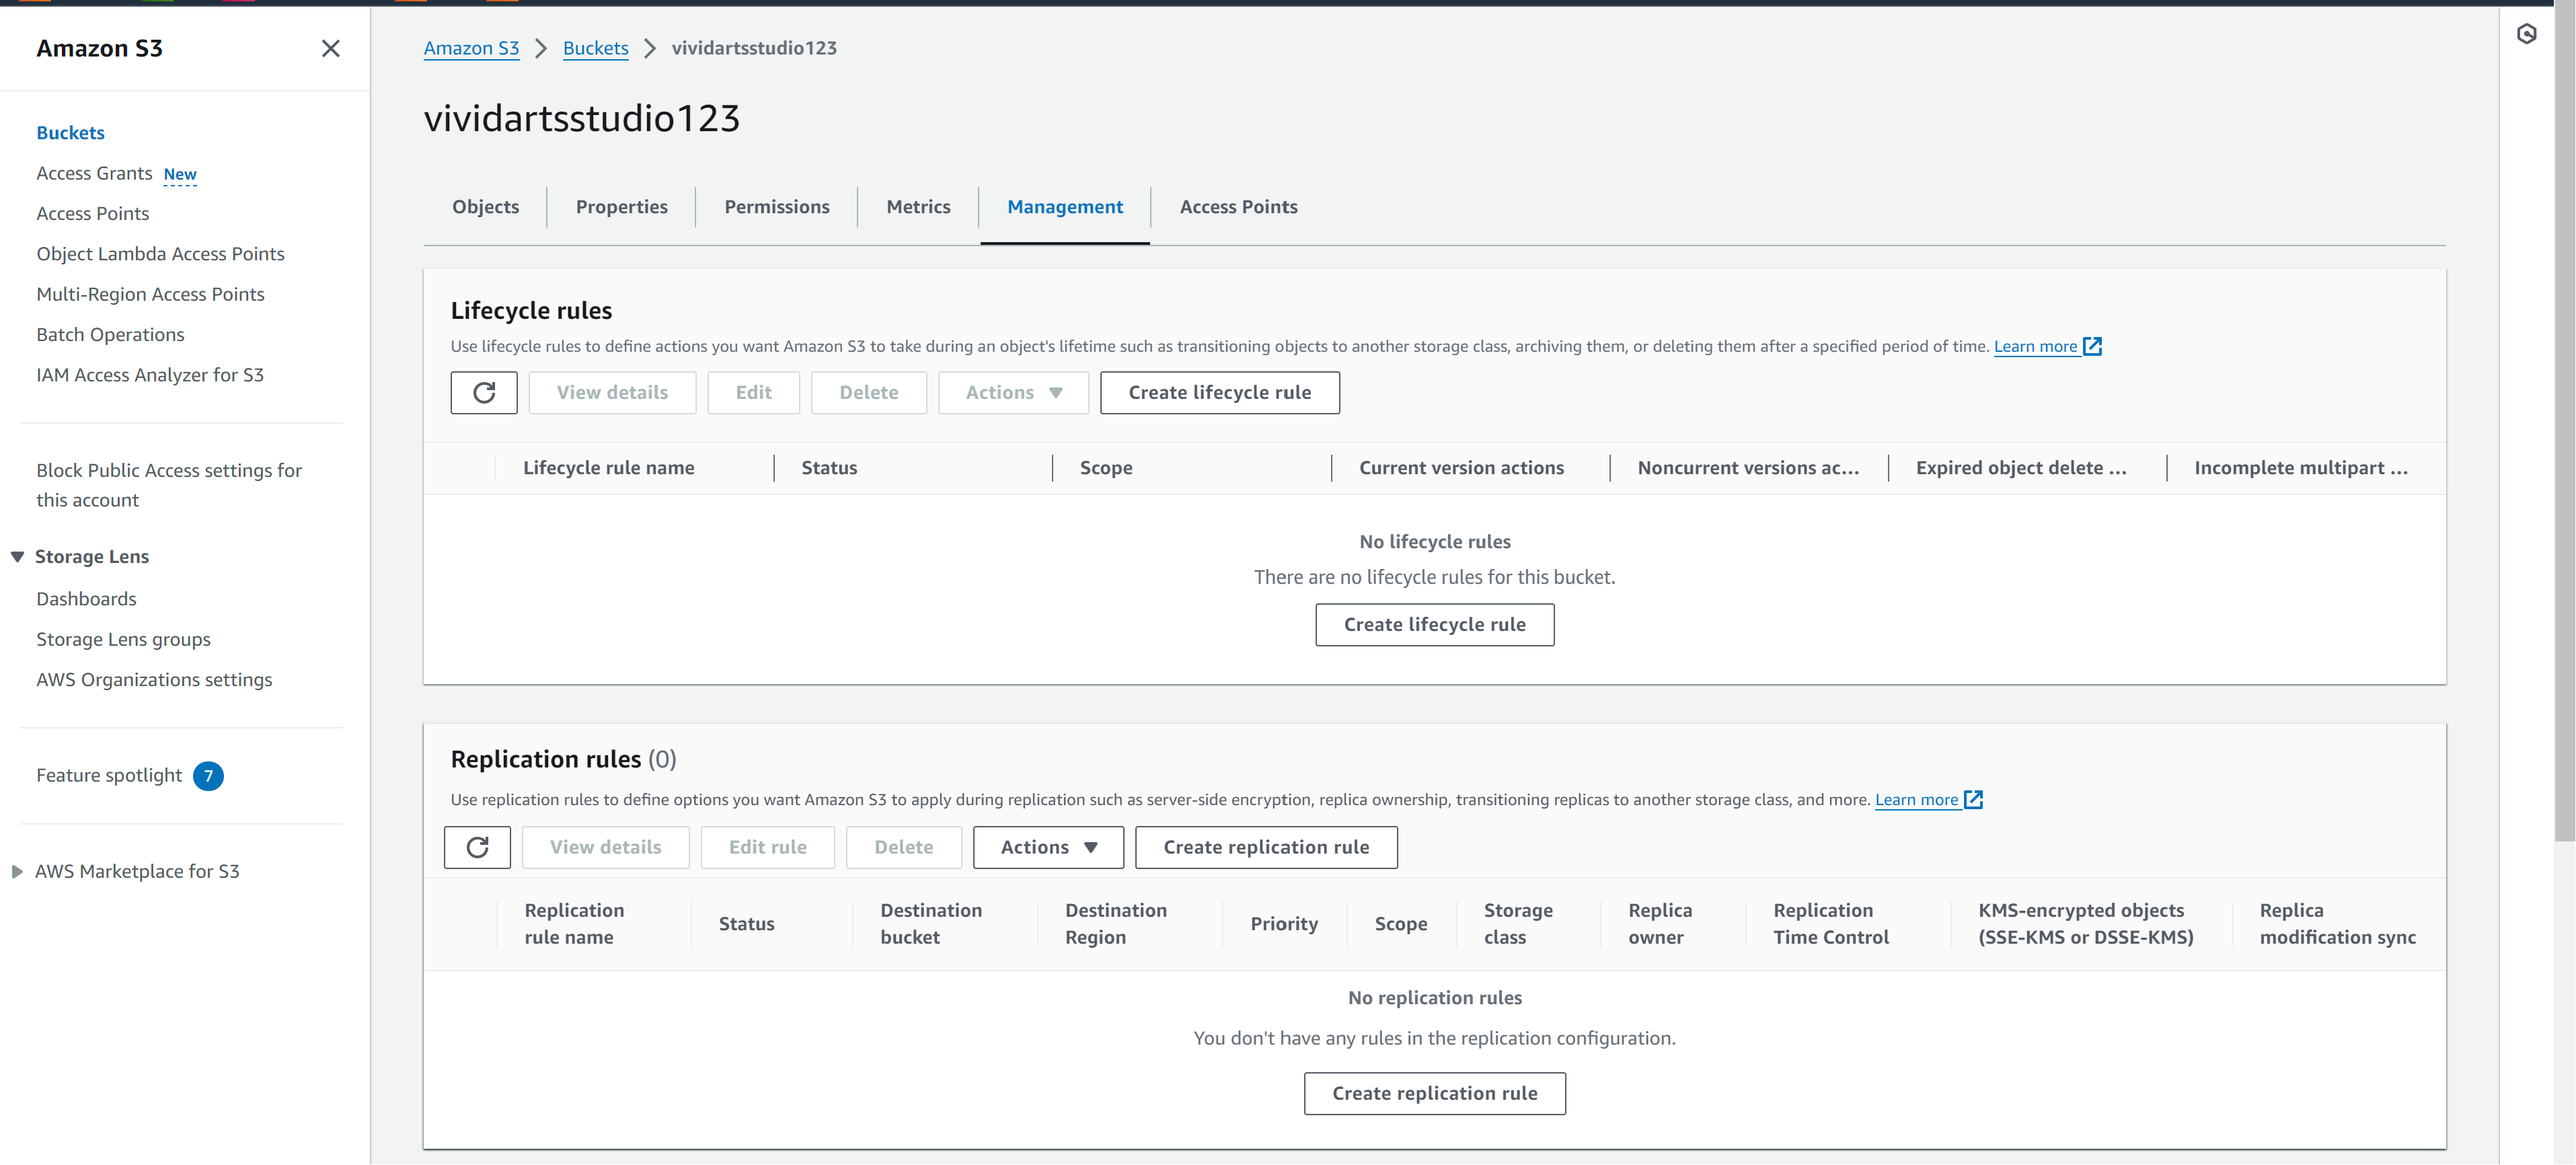 Amazon S3
Buckets
Access Grants New
Access Points
Object Lambda Access Points
Multi-Region Access Points
Batch Operations
IAM Access Analyzer for S3
Block Public Access settings for
this account
Storage Lens
Dashboards
Storage Lens groups
AWS Organizations settings
Feature spotlight 7
AWS Marketplace for S3
Amazon S3 Buckets vividartsstudio123
vividartsstudio123
Objects Properties Permissions Metrics Management Access Points
Lifecycle rules
Use lifecycle rules to define actions you want Amazon S3 to take during an object's lifetime such as transitioning objects to another storage class, archiving them, or deleting them after a specified period of time. Learn more
View details Edit Delete Actions Create lifecycle rule
Lifecycle rule name Status Scope Current version actions Noncurrent versions ac... Expired object delete ... Incomplete multipart ...
No lifecycle rules
There are no lifecycle rules for this bucket.
Create lifecycle rule
Replication rules (0)
Use replication rules to define options you want Amazon S3 to apply during replication such as server-side encryption, replica ownership, transitioning replicas to another storage class, and more. Learn more
View details Edit rule Delete Actions Create replication rule
Replication Destination Destination Storage Replica Replication KMS-encrypted objects Replica
Status Priority Scope
rule name bucket Region class owner Time Control (SSE-KMS or DSSE-KMS) modification sync
No replication rules
You don't have any rules in the replication configuration.
Create replication rule